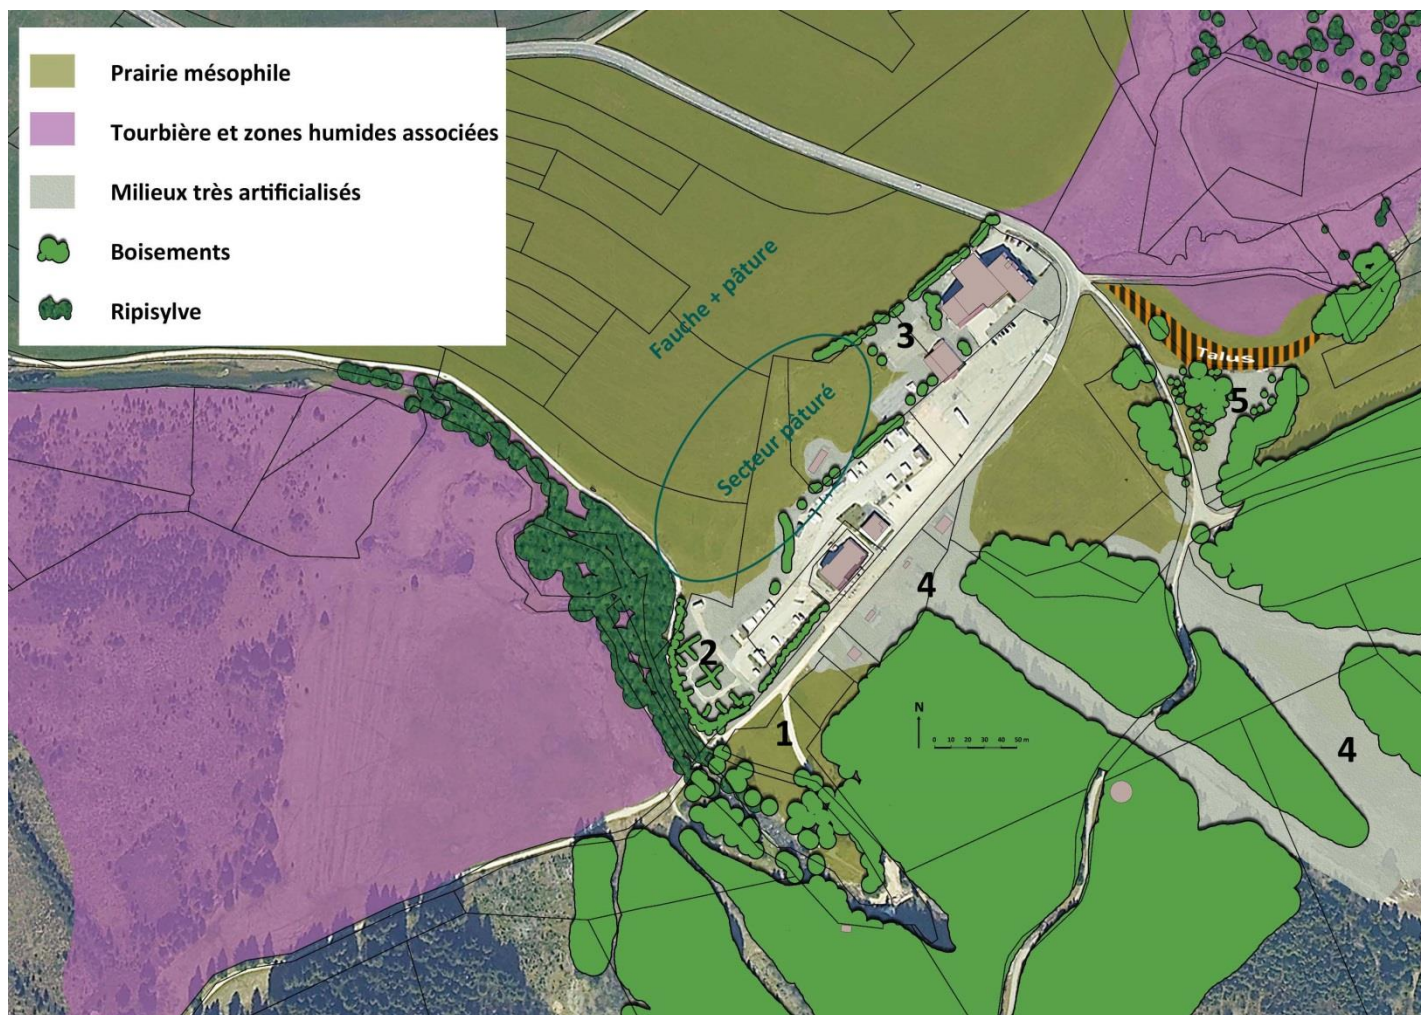 Prairie mésophile
Tourbière et zones humides associées
Milieux très artificialisés
Boisements
Ripisylve
Fauche + pâture
Secteur pâturé
Talus
3
5
4
2
1
4
N
0 10 20 30 40 50 m